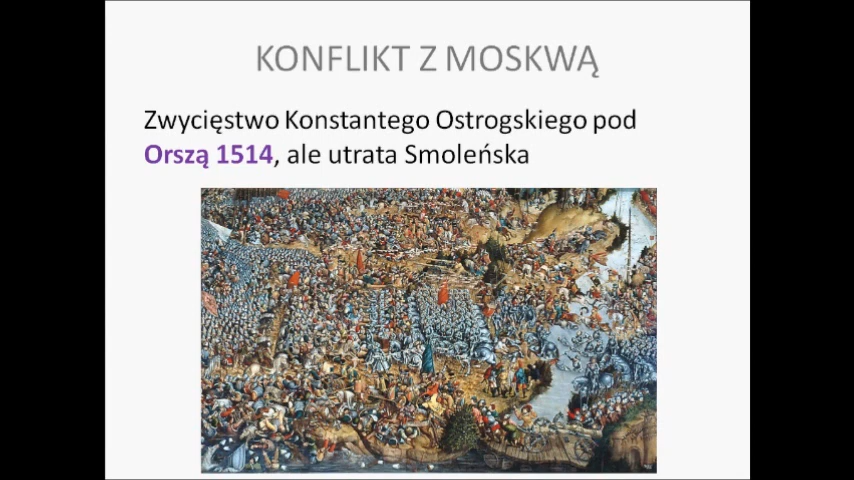 KONFLIKT Z MOSKWĄ
Zwycięstwo Konstantego Ostrogskiego pod
Orszą 1514, ale utrata Smoleńska